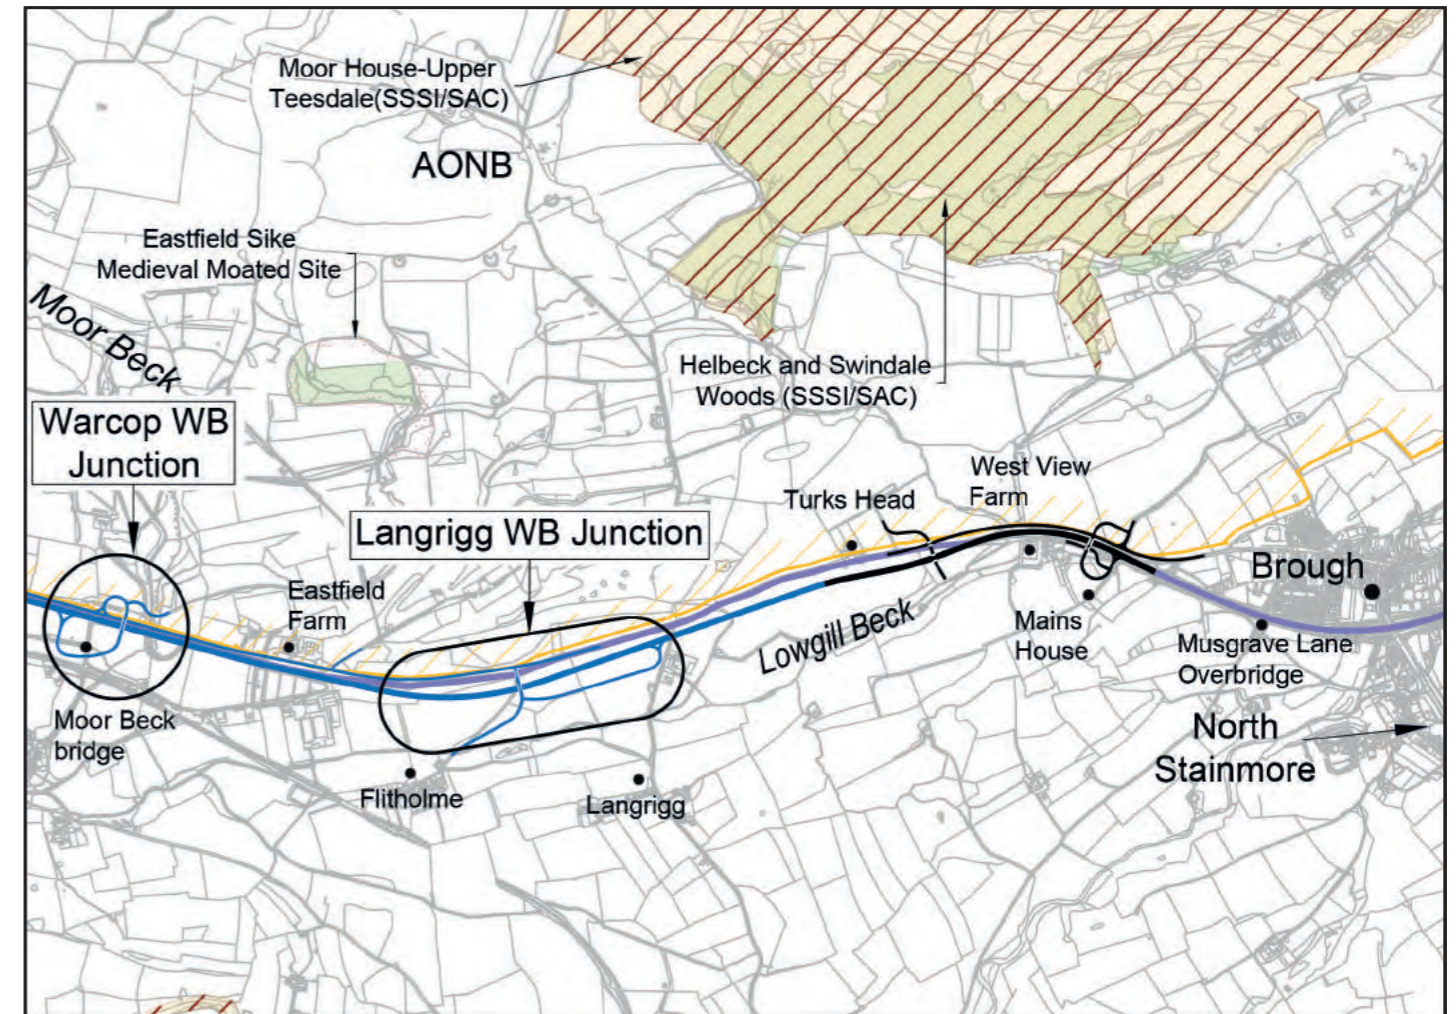 Moor House-Upper
Teesdale(SSSI/SAC)
AONB
Eastfield Sike
Medieval Moated Site
Moor Beck
Helbeck and Swindale
Woods (SSSI/SAC)
Warcop WB
Junction
West View
Farm
Turks Head
Langrigg WB Junction
Brough
Eastfield
Farm
Lowgill Beck
Mains
House
Musgrave Lane
Overbridge
Moor Beck
bridge
North
Stainmore
Flitholme
Langrigg